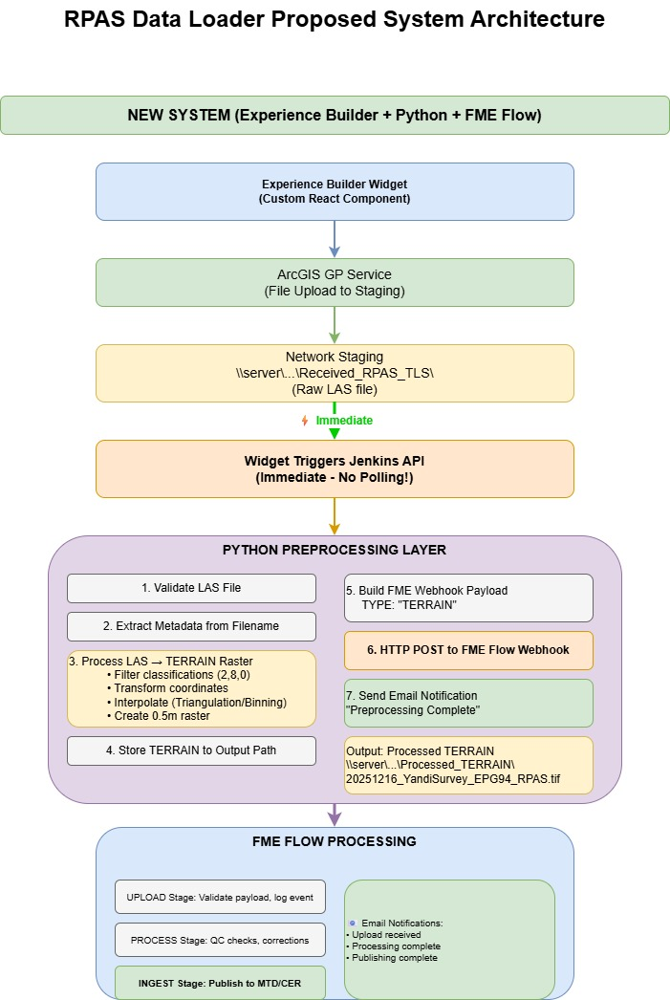 RPAS Data Loader Proposed System Architecture
NEW SYSTEM (Experience Builder + Python + FME Flow)
Experience Builder Widget
(Custom React Component)
ArcGIS GP Service
(File Upload to Staging)
Network Staging
\\server\...\Received_RPAS_TLS\
(Raw LAS file)
⚡ Immediate
Widget Triggers Jenkins API
(Immediate - No Polling!)
PYTHON PREPROCESSING LAYER
1. Validate LAS File
2. Extract Metadata from Filename
3. Process LAS → TERRAIN Raster
• Filter classifications (2,8,0)
• Transform coordinates
• Interpolate (Triangulation/Binning)
• Create 0.5m raster
4. Store TERRAIN to Output Path
5. Build FME Webhook Payload
TYPE: "TERRAIN"
6. HTTP POST to FME Flow Webhook
7. Send Email Notification
"Preprocessing Complete"
Output: Processed TERRAIN
\\server\...\Processed_TERRAIN\
20251216_YandiSurvey_EPG94_RPAS.tif
FME FLOW PROCESSING
UPLOAD Stage: Validate payload, log event
PROCESS Stage: QC checks, corrections
INGEST Stage: Publish to MTD/CER
Email Notifications:
• Upload received
• Processing complete
• Publishing complete